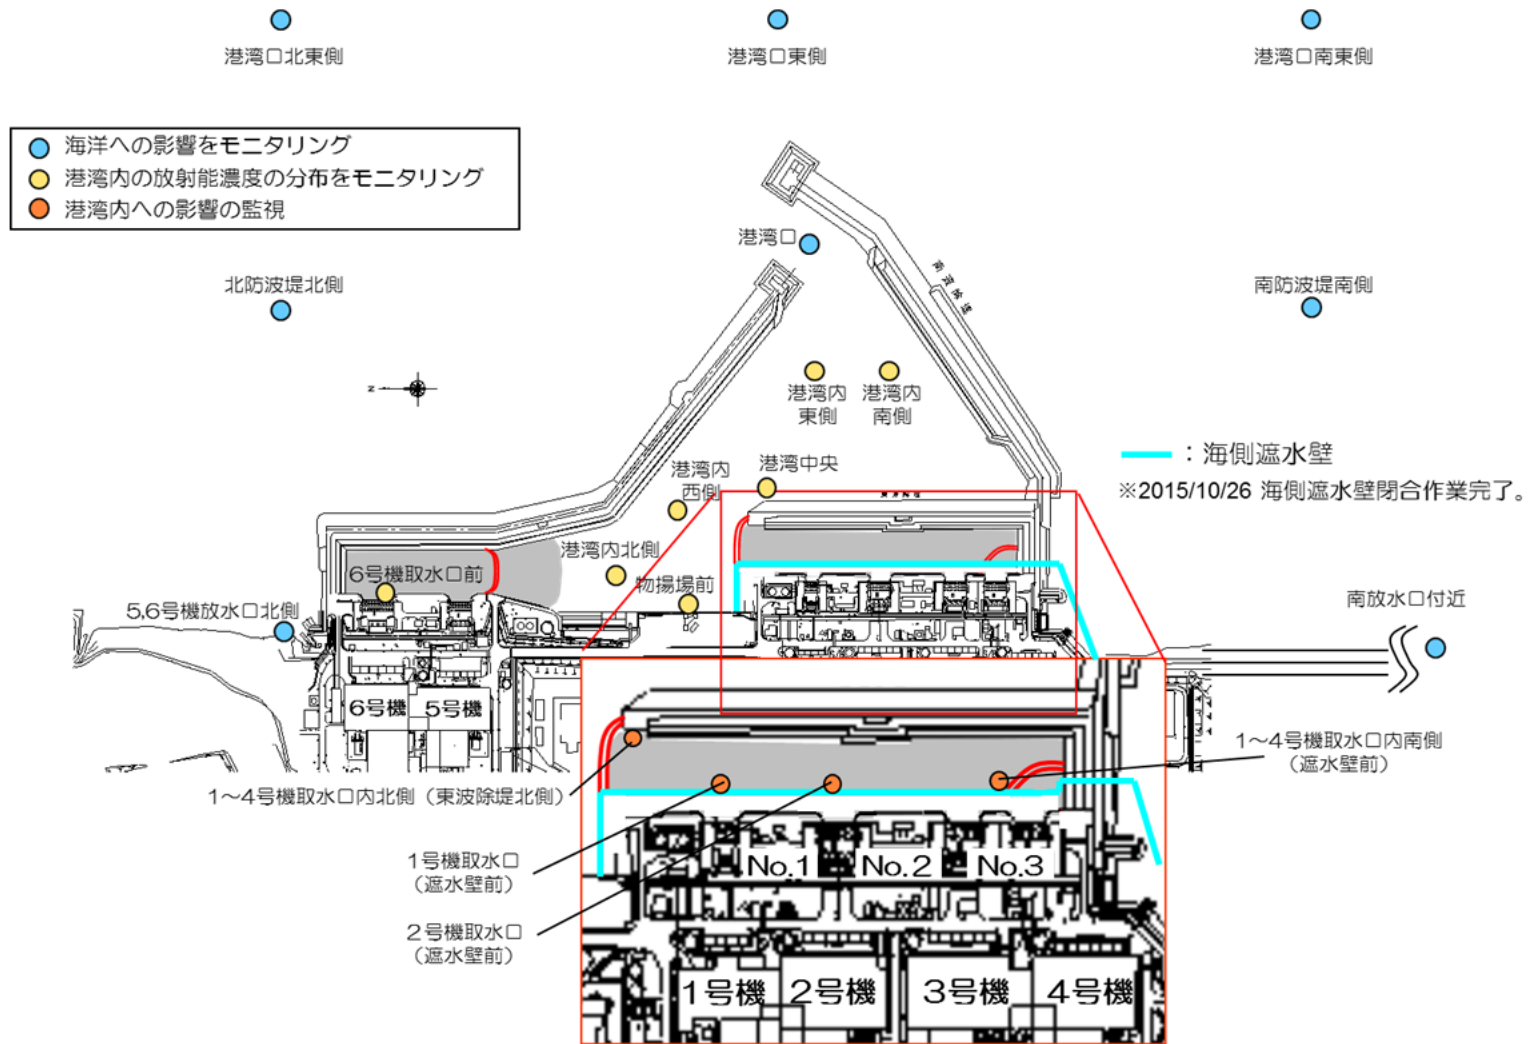 港湾口北東側
港湾口東側
港湾口南東側
海洋への影響をモニタリング
港湾内の放射能濃度の分布をモニタリング
港湾内への影響の監視
港湾口
北防波堤北側
南防波堤南側
N
港湾内
東側
港湾内
南側
：海側遮水壁
※2015/10/26 海側遮水壁閉合作業完了。
港湾中央
港湾内
西側
港湾内北側
6号機取水口前
物揚場前
5,6号機放水口北側
南放水口付近
6号機
5号機
1～4号機取水口内南側
（遮水壁前）
1～4号機取水口内北側（東波除堤北側）
1号機取水口
（遮水壁前）
No.1
No.2
No.3
2号機取水口
（遮水壁前）
1号機
2号機
3号機
4号機